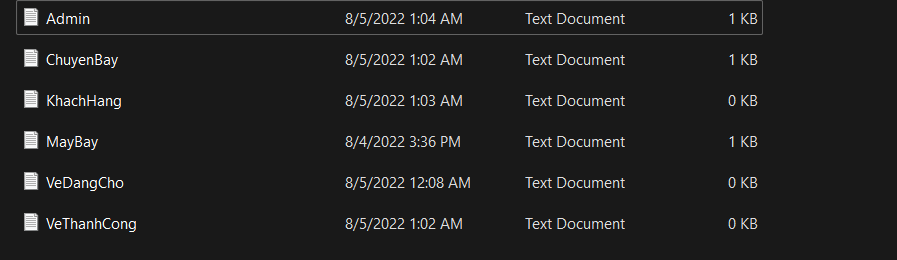 Admin 8/5/2022 1:04 AM Text Document 1 KB
ChuyenBay 8/5/2022 1:02 AM Text Document 1 KB
KhachHang 8/5/2022 1:03 AM Text Document 0 KB
MayBay 8/4/2022 3:36 PM Text Document 1 KB
VeDangCho 8/5/2022 12:08 AM Text Document 0 KB
VeThanhCong 8/5/2022 1:02 AM Text Document 0 KB